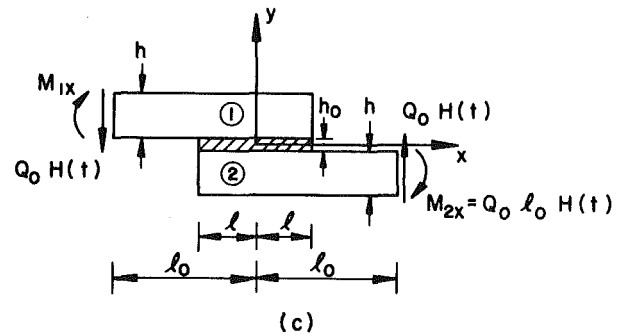 y
h
M₁ₓ
①
h₀
h
Q₀ H(t)
x
Q₀ H(t)
②
M₂ₓ = Q₀ ℓ₀ H(t)
ℓ
ℓ
ℓ₀
ℓ₀
(c)